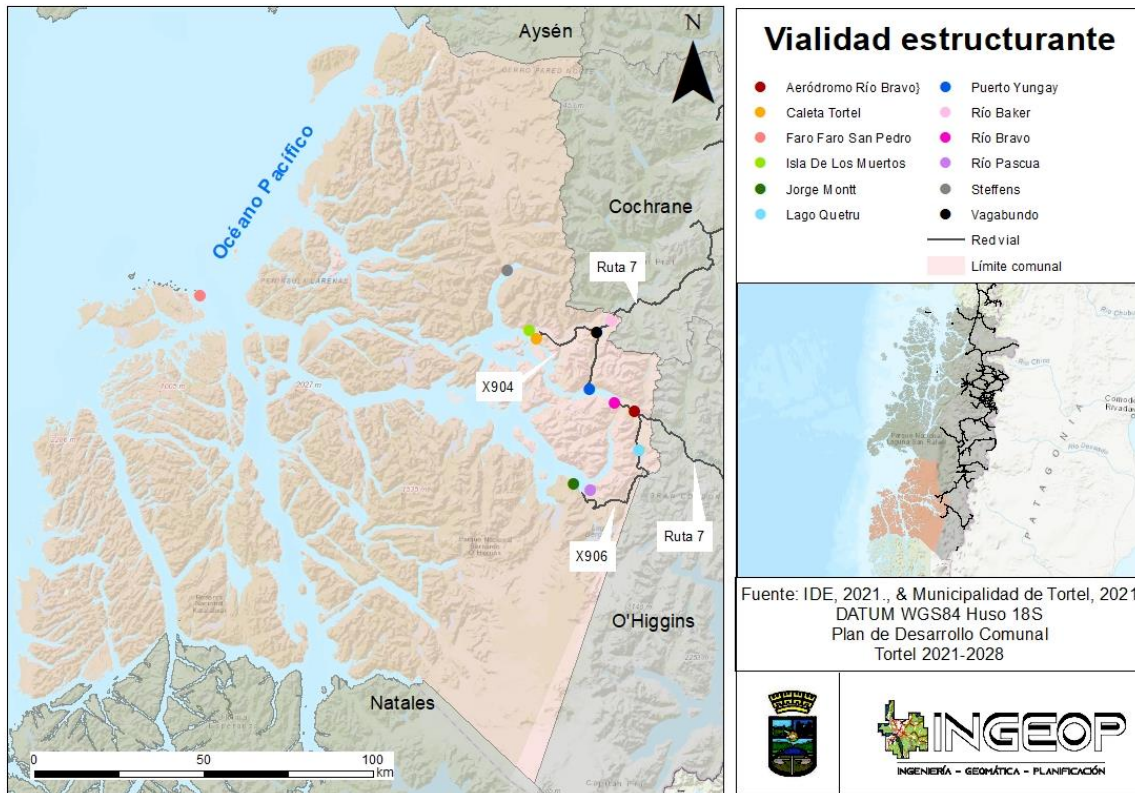 Aysén
N
Océano Pacífico
Cochrane
Ruta 7
X904
X906
Ruta 7
O'Higgins
Natales
0 50 100
km
Vialidad estructurante
Aeródromo Río Bravo}
Caleta Tortel
Faro Faro San Pedro
Isla De Los Muertos
Jorge Montt
Lago Quetru
Puerto Yungay
Río Baker
Río Bravo
Río Pascua
Steffens
Vagabundo
Red vial
Límite comunal
PATAGONIA
Fuente: IDE, 2021., & Municipalidad de Tortel, 2021
DATUM WGS84 Huso 18S
Plan de Desarrollo Comunal
Tortel 2021-2028
INGEOP
INGENIERÍA - GEOMÁTICA - PLANIFICACIÓN